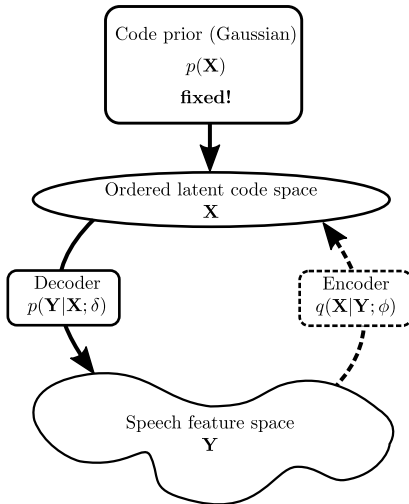 Code prior (Gaussian)
p(X)
fixed!
Ordered latent code space
X
Decoder
p(Y|X; δ)
Encoder
q(X|Y; ϕ)
Speech feature space
Y